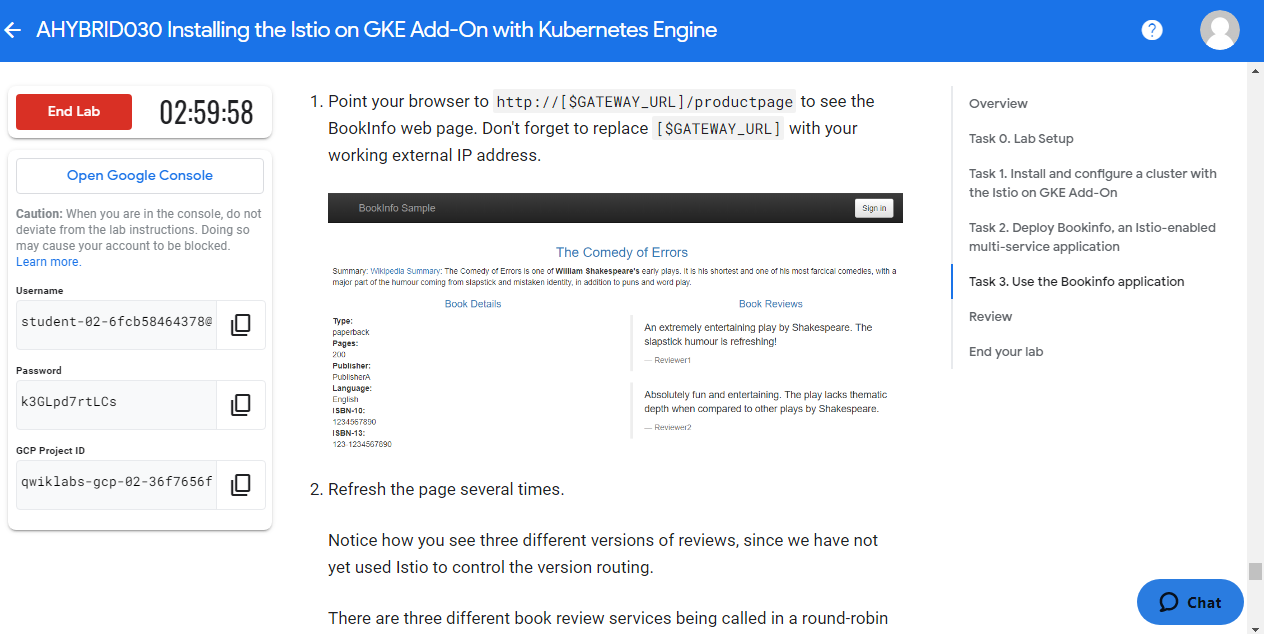 AHYBRID030 Installing the Istio on GKE Add-On with Kubernetes Engine
?
End Lab
02:59:58
Open Google Console
Caution: When you are in the console, do not
deviate from the lab instructions. Doing so
may cause your account to be blocked.
Learn more.
Username
student-02-6fcb58464378@
Password
k3GLpd7rtLCs
GCP Project ID
qwiklabs-gcp-02-36f7656f
1. Point your browser to http://[$GATEWAY_URL]/productpage to see the
BookInfo web page. Don't forget to replace [$GATEWAY_URL] with your
working external IP address.
BookInfo Sample
Sign in
The Comedy of Errors
Summary: Wikipedia Summary: The Comedy of Errors is one of William Shakespeare's early plays. It is his shortest and one of his most farcical comedies, with a
major part of the humour coming from slapstick and mistaken identity, in addition to puns and word play.
Book Details
Type:
paperback
Pages:
200
Publisher:
PublisherA
Language:
English
ISBN-10:
1234567890
ISBN-13:
123-1234567890
Book Reviews
An extremely entertaining play by Shakespeare. The
slapstick humour is refreshing!
— Reviewer1
Absolutely fun and entertaining. The play lacks thematic
depth when compared to other plays by Shakespeare.
— Reviewer2
2. Refresh the page several times.
Notice how you see three different versions of reviews, since we have not
yet used Istio to control the version routing.
There are three different book review services being called in a round-robin
Overview
Task 0. Lab Setup
Task 1. Install and configure a cluster with
the Istio on GKE Add-On
Task 2. Deploy Bookinfo, an Istio-enabled
multi-service application
Task 3. Use the Bookinfo application
Review
End your lab
Chat